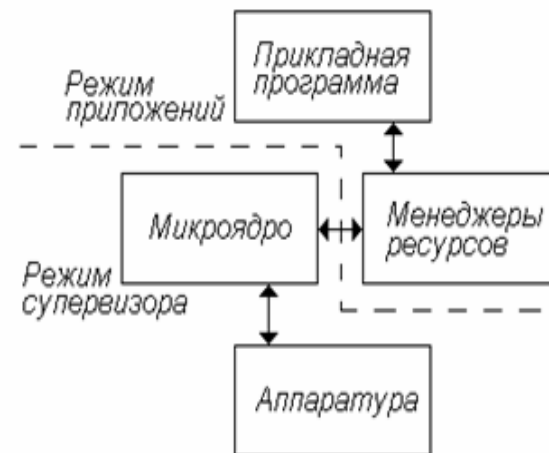 Прикладная
программа
Режим
приложений
Микроядро
Менеджеры
ресурсов
Режим
супервизора
Аппаратура